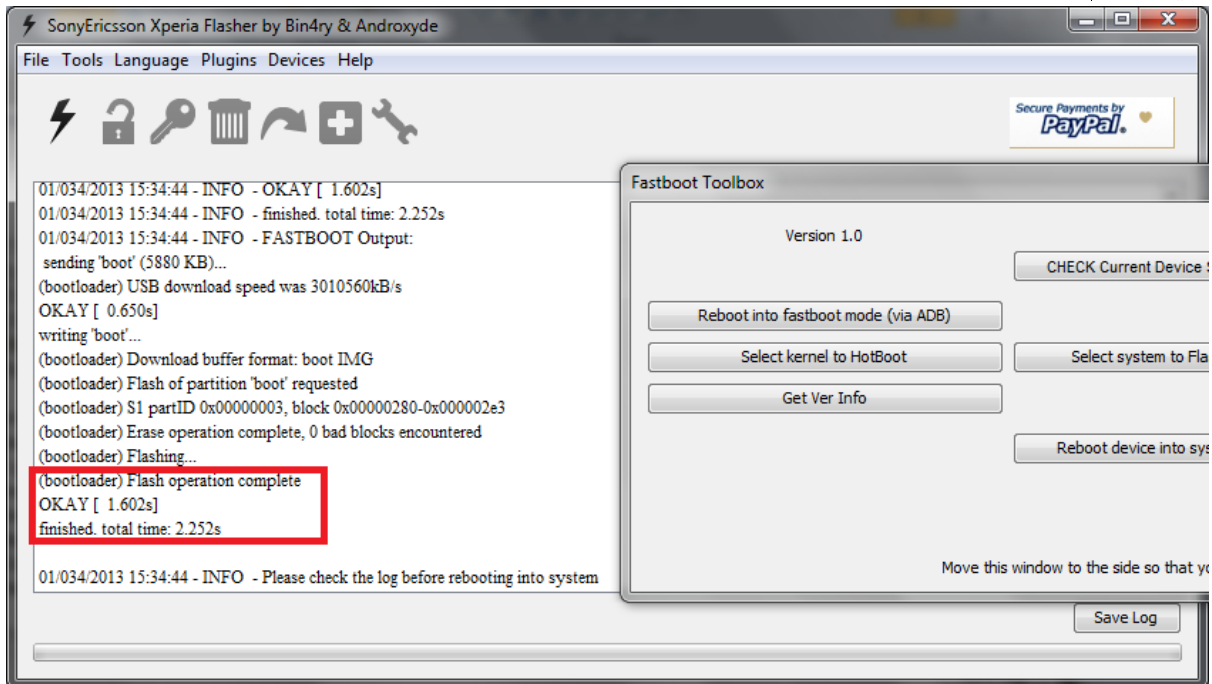 SonyEricsson Xperia Flasher by Bin4ry & Androxyde
File Tools Language Plugins Devices Help
Secure Payments by
PayPal.
01/034/2013 15:34:44 - INFO - OKAY [ 1.602s]
01/034/2013 15:34:44 - INFO - finished. total time: 2.252s
01/034/2013 15:34:44 - INFO - FASTBOOT Output:
sending 'boot' (5880 KB)...
(bootloader) USB download speed was 3010560kB/s
OKAY [ 0.650s]
writing 'boot'...
(bootloader) Download buffer format: boot IMG
(bootloader) Flash of partition 'boot' requested
(bootloader) S1 partID 0x00000003, block 0x00000280-0x000002e3
(bootloader) Erase operation complete, 0 bad blocks encountered
(bootloader) Flashing...
(bootloader) Flash operation complete
OKAY [ 1.602s]
finished. total time: 2.252s
01/034/2013 15:34:44 - INFO - Please check the log before rebooting into system
Fastboot Toolbox
Version 1.0
CHECK Current Device
Reboot into fastboot mode (via ADB)
Select kernel to HotBoot
Select system to Fla
Get Ver Info
Reboot device into sys
Move this window to the side so that yo
Save Log